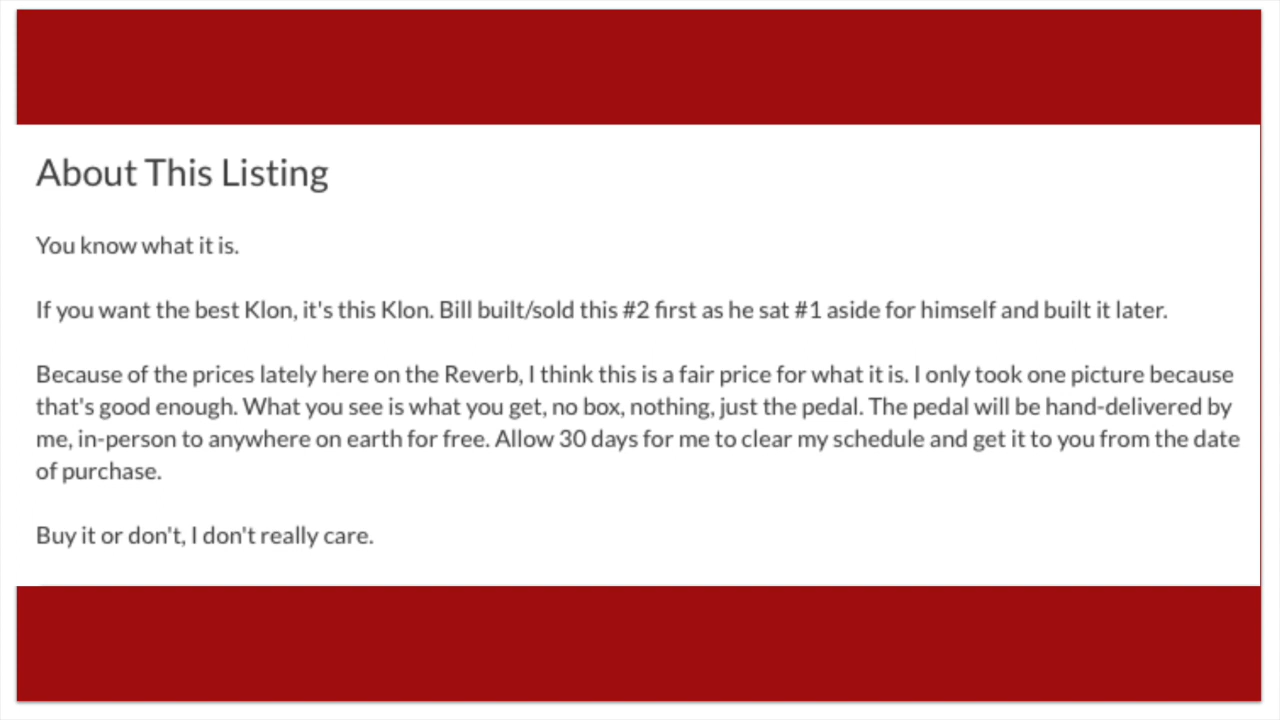 About This Listing
You know what it is.
If you want the best Klon, it's this Klon. Bill built/sold this #2 first as he sat #1 aside for himself and built it later.
Because of the prices lately here on the Reverb, I think this is a fair price for what it is. I only took one picture because
that's good enough. What you see is what you get, no box, nothing, just the pedal. The pedal will be hand-delivered by
me, in-person to anywhere on earth for free. Allow 30 days for me to clear my schedule and get it to you from the date
of purchase.
Buy it or don't, I don't really care.